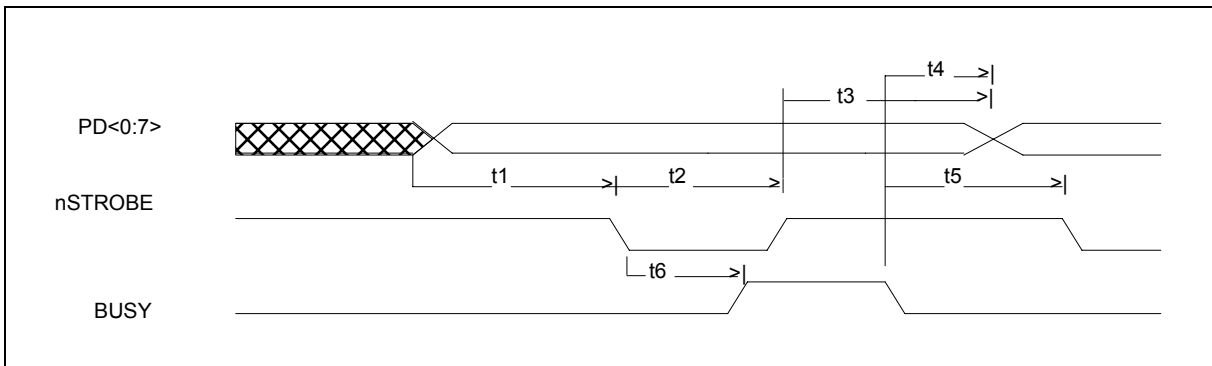 t4
t3
PD<0:7>
t1
t2
t5
nSTROBE
t6
BUSY